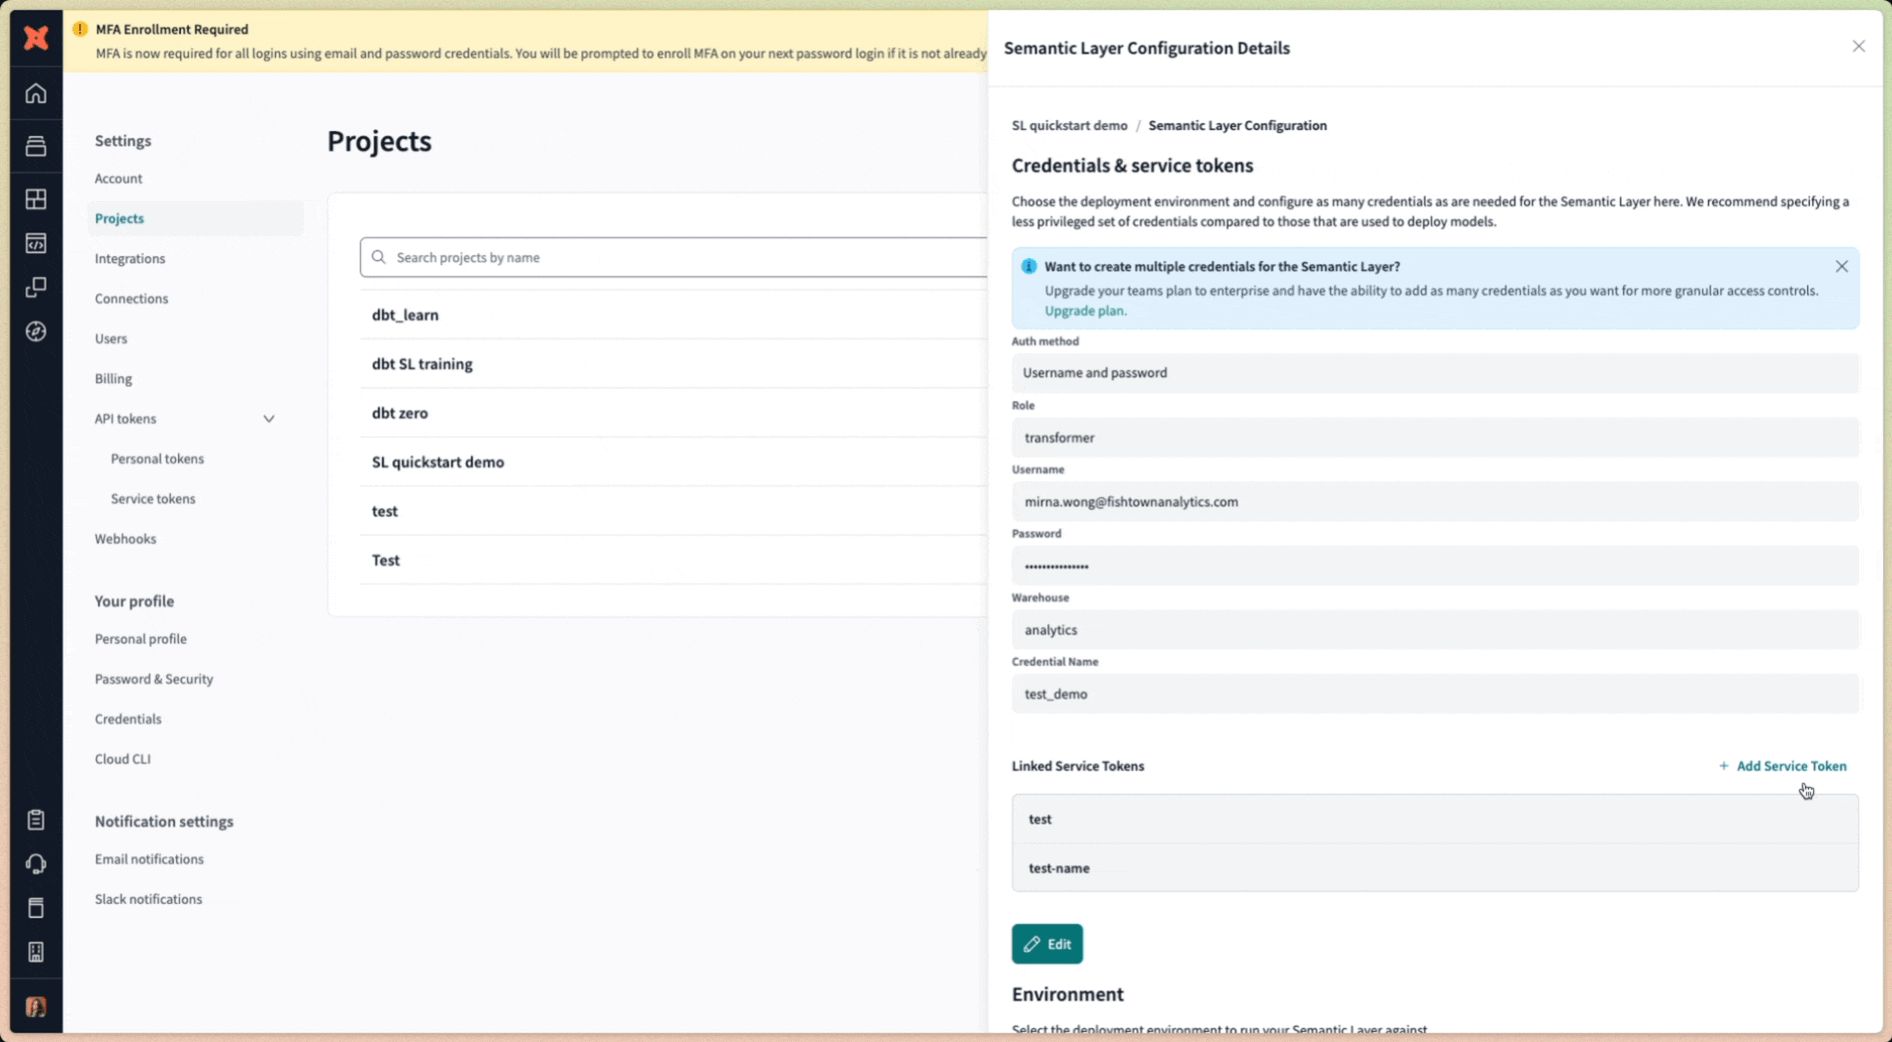 MFA Enrollment Required
MFA is now required for all logins using email and password credentials. You will be prompted to enroll MFA on your next password login if it is not already
Settings
Account
Projects
Integrations
Connections
Users
Billing
API tokens
Personal tokens
Service tokens
Webhooks
Your profile
Personal profile
Password & Security
Credentials
Cloud CLI
Notification settings
Email notifications
Slack notifications
Projects
Search projects by name
dbt_learn
dbt SL training
dbt zero
SL quickstart demo
test
Test
Semantic Layer Configuration Details
SL quickstart demo / Semantic Layer Configuration
Credentials & service tokens
Choose the deployment environment and configure as many credentials as are needed for the Semantic Layer here. We recommend specifying a
less privileged set of credentials compared to those that are used to deploy models.
Want to create multiple credentials for the Semantic Layer?
Upgrade your teams plan to enterprise and have the ability to add as many credentials as you want for more granular access controls.
Upgrade plan.
Auth method
Username and password
Role
transformer
Username
mirna.wong@fishtownanalytics.com
Password
•••••••••••••••
Warehouse
analytics
Credential Name
test_demo
Linked Service Tokens
+ Add Service Token
test
test-name
Edit
Environment
Select the deployment environment to run your Semantic Layer against